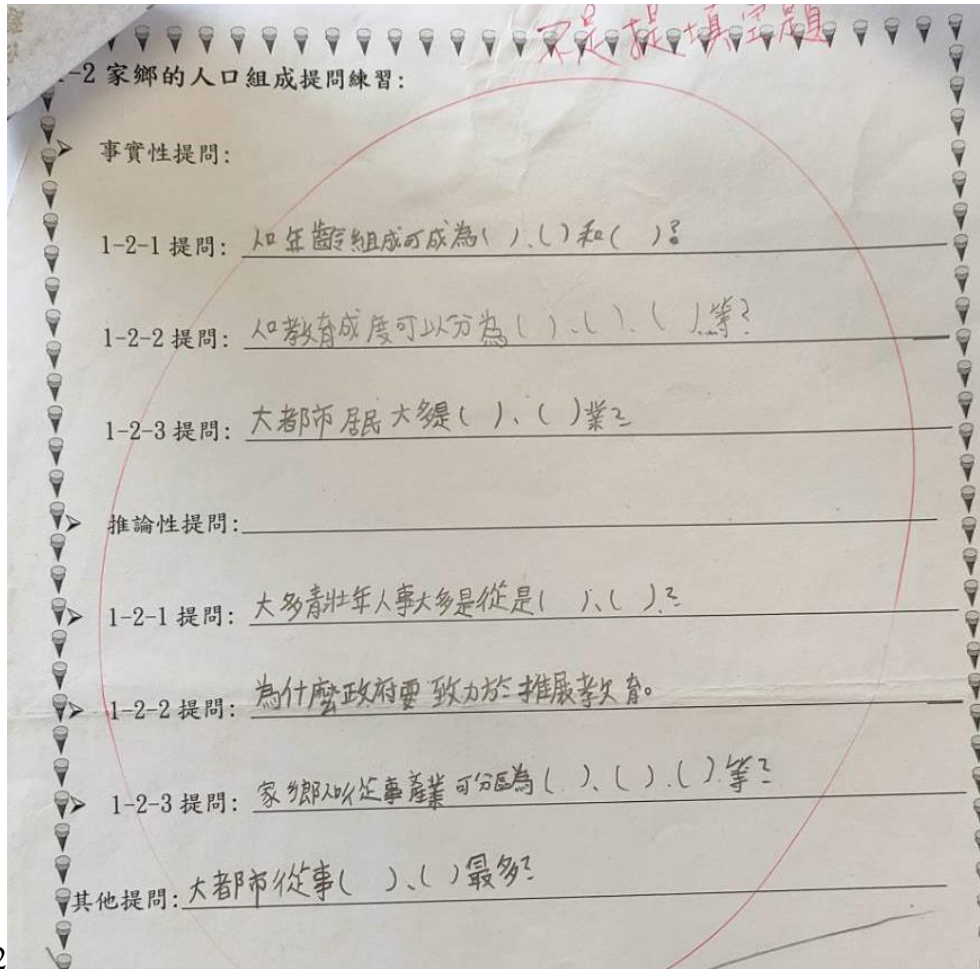 不是提填空題
-2 家鄉的人口組成提問練習:
事實性提問:
1-2-1 提問: 人口年齡組成可成為( )、( )和( )?
1-2-2 提問: 人口教育成度可以分為( )、( )、( )等?
1-2-3 提問: 大都市居民大多是( )、( )業?
推論性提問:
1-2-1 提問: 大多青壯年人事大多是從是( )、( )?
1-2-2 提問: 為什麼政府要致力於推展教育。
1-2-3 提問: 家鄉人口所從事產業可分區為( )、( )、( )等?
其他提問: 大都市從事( )、( )最多?
2